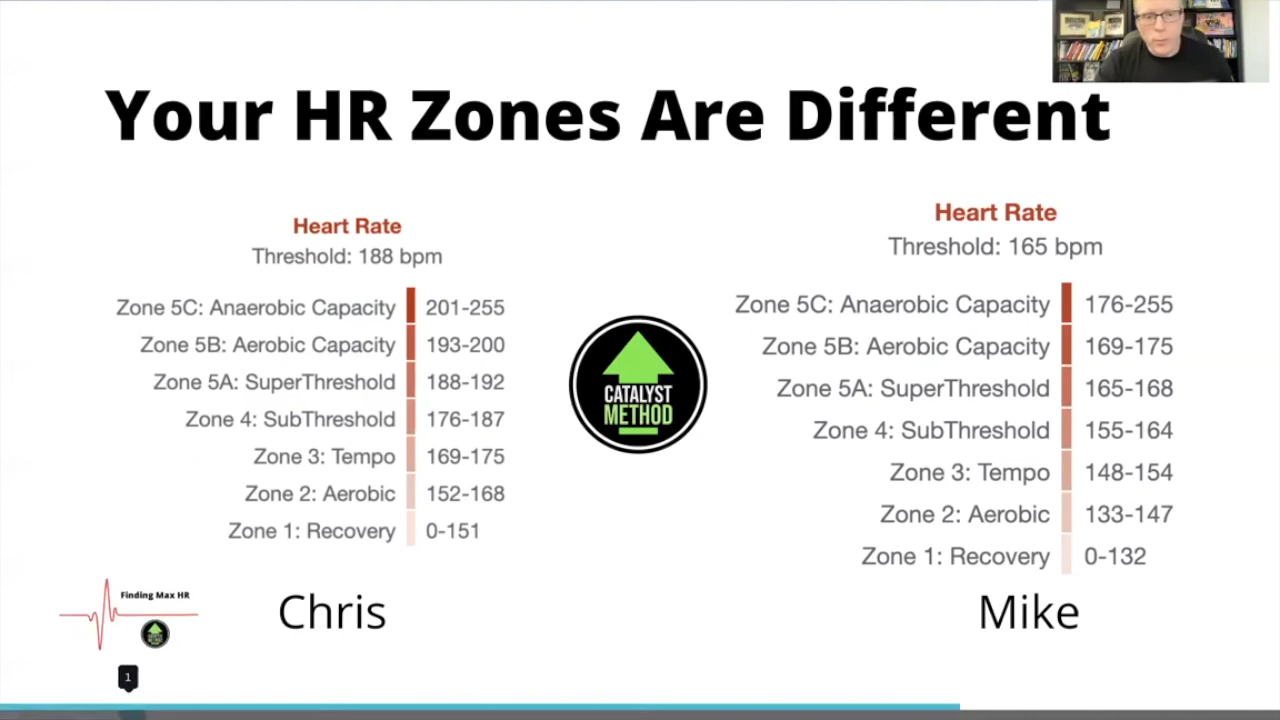 Your HR Zones Are Different
Heart Rate
Threshold: 188 bpm
Zone 5C: Anaerobic Capacity 201-255
Zone 5B: Aerobic Capacity 193-200
Zone 5A: SuperThreshold 188-192
Zone 4: SubThreshold 176-187
Zone 3: Tempo 169-175
Zone 2: Aerobic 152-168
Zone 1: Recovery 0-151
Chris
CATALYST
METHOD
Heart Rate
Threshold: 165 bpm
Zone 5C: Anaerobic Capacity 176-255
Zone 5B: Aerobic Capacity 169-175
Zone 5A: SuperThreshold 165-168
Zone 4: SubThreshold 155-164
Zone 3: Tempo 148-154
Zone 2: Aerobic 133-147
Zone 1: Recovery 0-132
Mike
Finding Max HR
CATALYST
METHOD
1